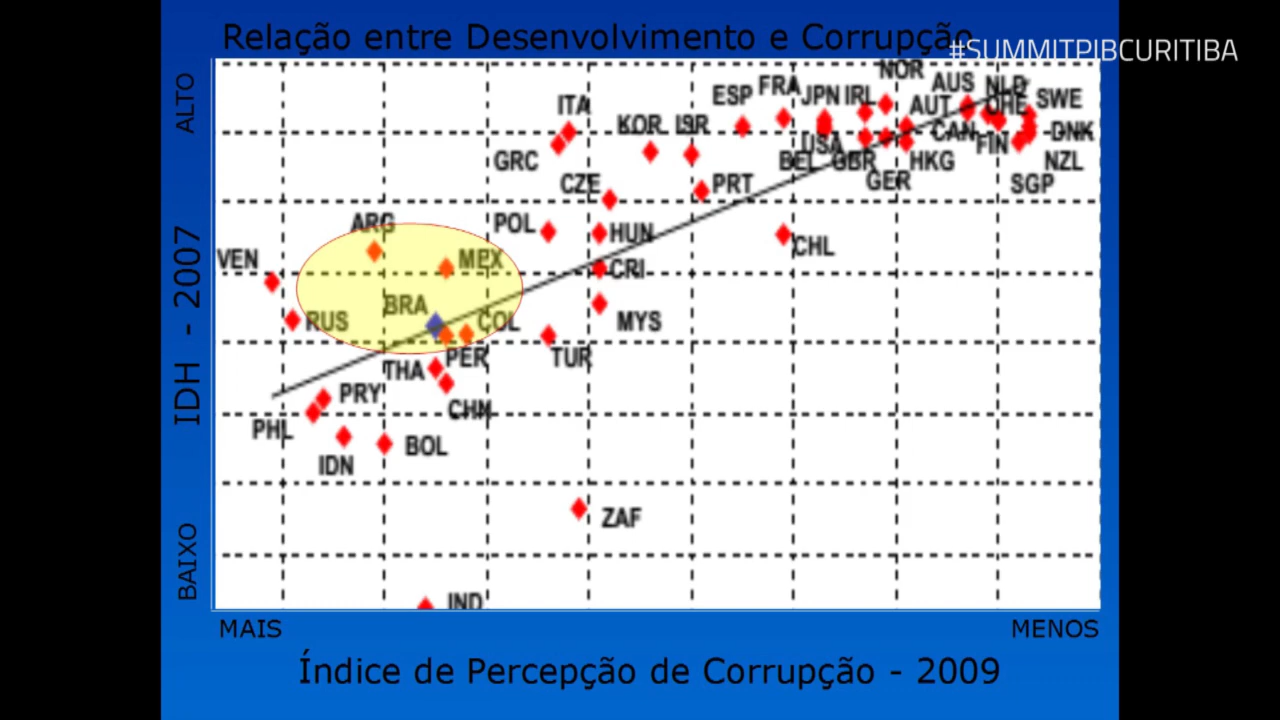 Relação entre Desenvolvimento e Corrupção
#SUMMITPIBCURITIBA
ALTO
IDH - 2007
BAIXO
NOR
AUS
NLD
FRA
ESP
JPN
IRL
SWE
ITA
AUT
CHE
KOR
ISR
CAN
DNK
USA
FIN
GRC
BEL
GBR
HKG
NZL
CZE
PRT
GER
SGP
ARG
POL
HUN
CHL
VEN
MEX
CRI
BRA
RUS
COL
MYS
THA
PER
TUR
PRY
CHN
PHL
BOL
IDN
ZAF
IND
MAIS
MENOS
Índice de Percepção de Corrupção - 2009